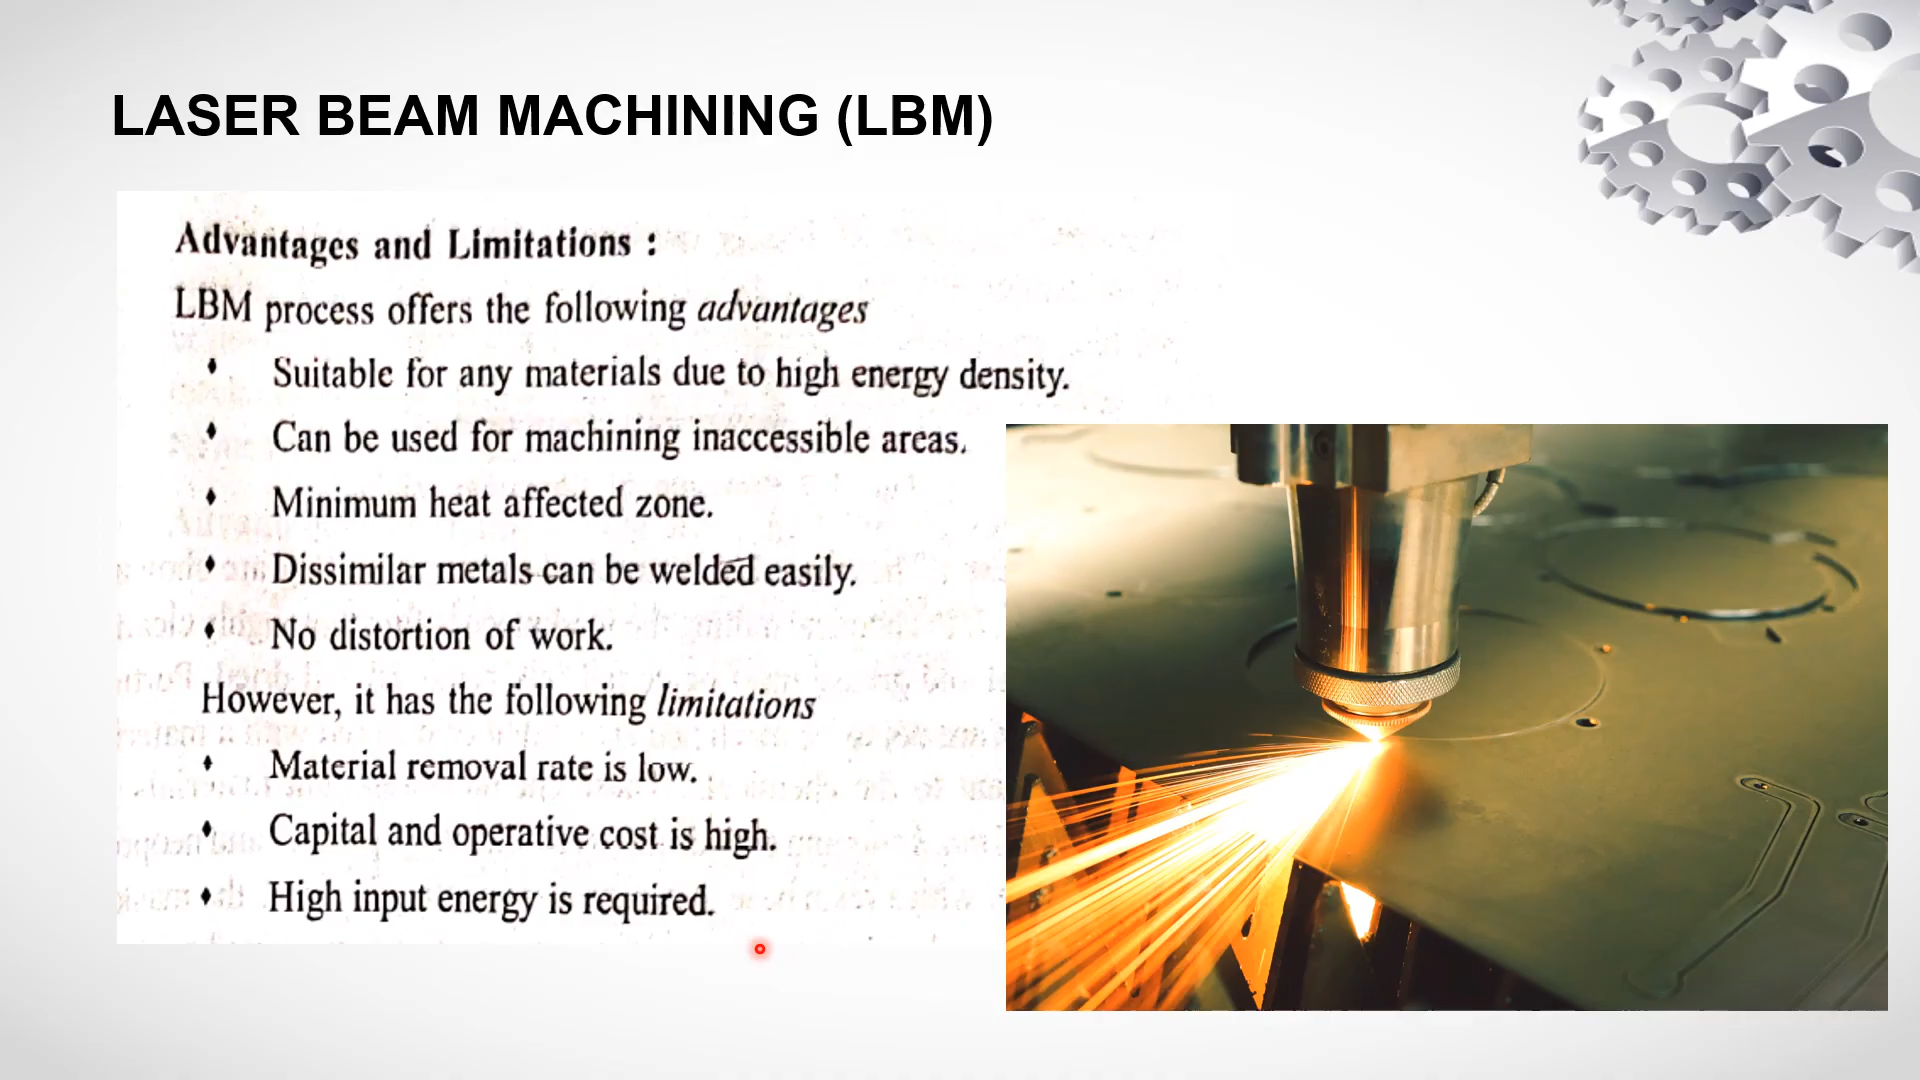 LASER BEAM MACHINING (LBM)
Advantages and Limitations :
LBM process offers the following advantages
♦ Suitable for any materials due to high energy density.
♦ Can be used for machining inaccessible areas.
♦ Minimum heat affected zone.
♦ Dissimilar metals can be welded easily.
♦ No distortion of work.
However, it has the following limitations
♦ Material removal rate is low.
♦ Capital and operative cost is high.
♦ High input energy is required.